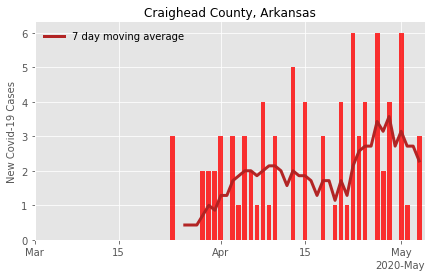 Craighead County, Arkansas
7 day moving average
New Covid-19 Cases
6
5
4
3
2
1
0
Mar
15
Apr
15
May
2020-May